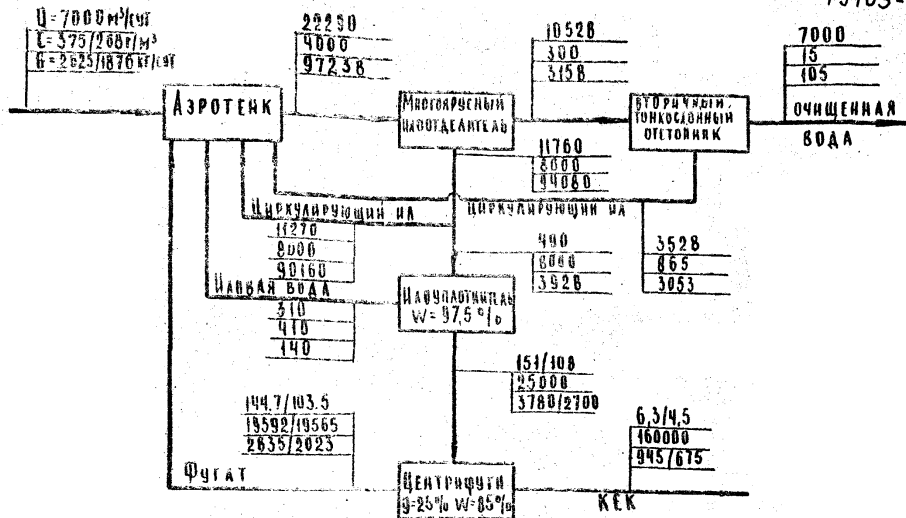 Q=7000 м³/сут
C=375/268 г/м³
G=2625/1876 кг/сут
22290
4000
97238
10528
300
3158
7000
15
105
Аэротенк
Многоярусный
илоотделитель
Вторичный
тонкослойный
отстойник
очищенная
вода
11760
8000
94080
Циркулирующий ил
Циркулирующий ил
11270
8000
90160
490
8000
3928
3528
865
3053
Иловая вода
310
410
140
Илоуплотнитель
W=97,5%
151/108
25000
3780/2700
144.7/103.5
19592/19565
2835/2023
6,3/4,5
160000
945/675
Фугат
Центрифуги
э=25% W=85%
КЕК